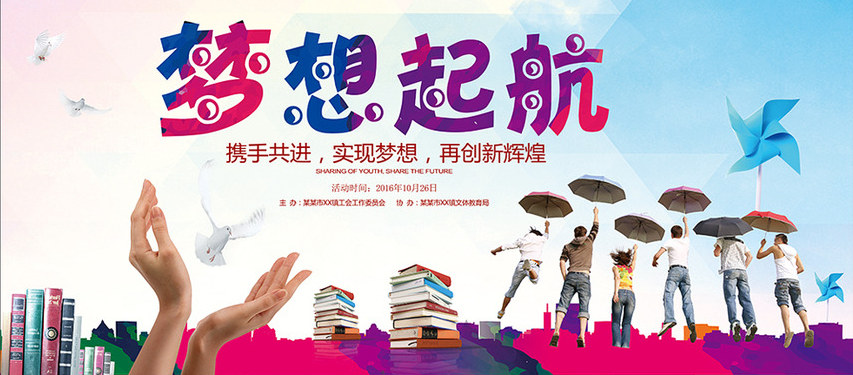 梦想起航
携手共进，实现梦想，再创新辉煌
SHARING OF YOUTH, SHARE THE FUTURE
活动时间：2016年10月26日
主 办：某某市XX镇工会工作委员会 协 办：某某市XX镇文体教育局